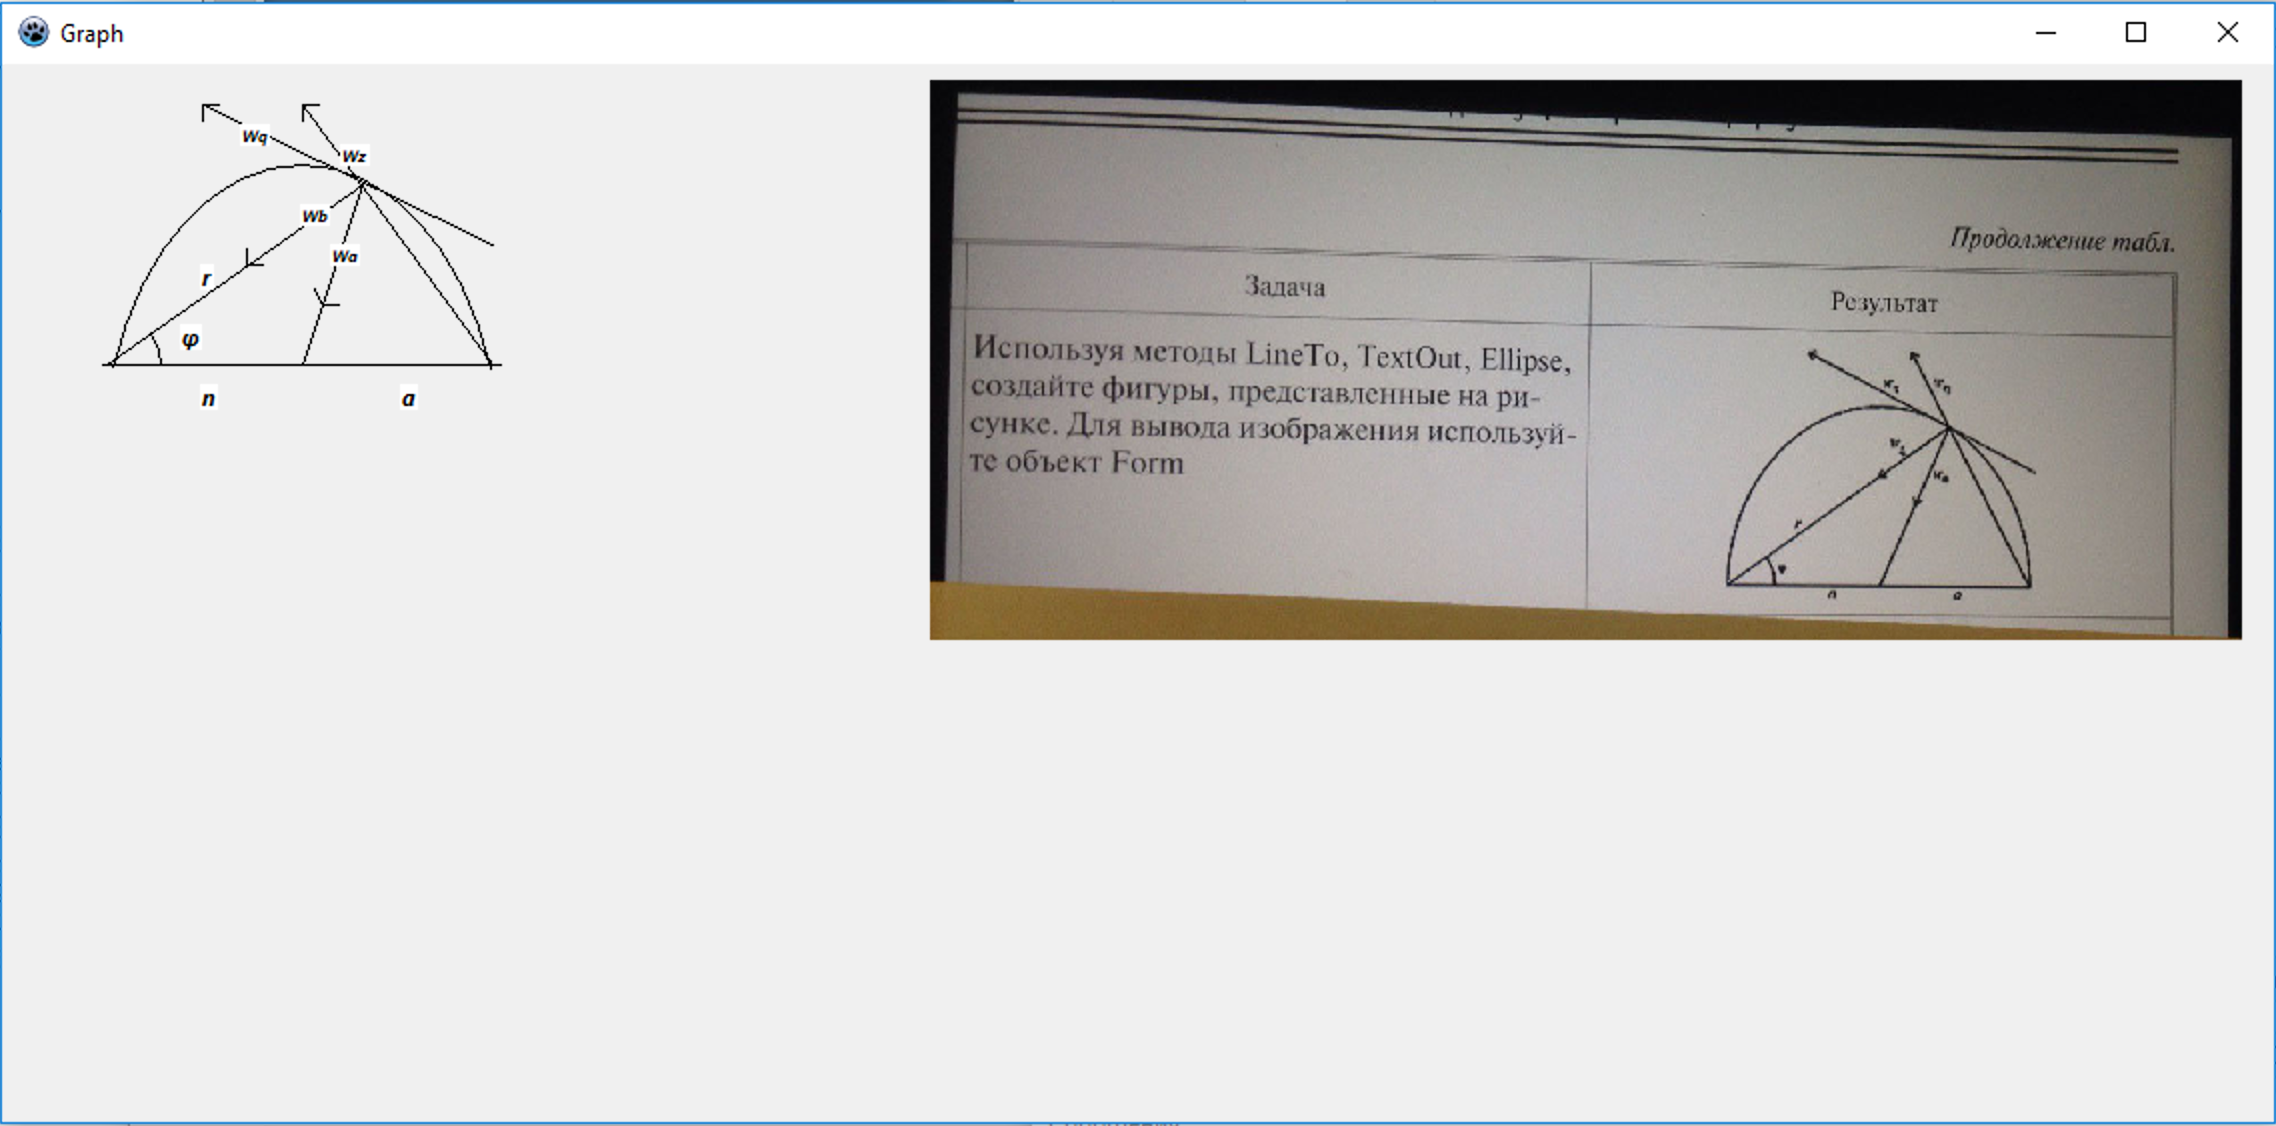 Graph
Wq
Wz
Wb
Wa
r
φ
n
a
Продолжение табл.
Задача
Результат
Используя методы LineTo, TextOut, Ellipse,
создайте фигуры, представленные на ри-
сунке. Для вывода изображения используй-
те объект Form
r
φ
n
a